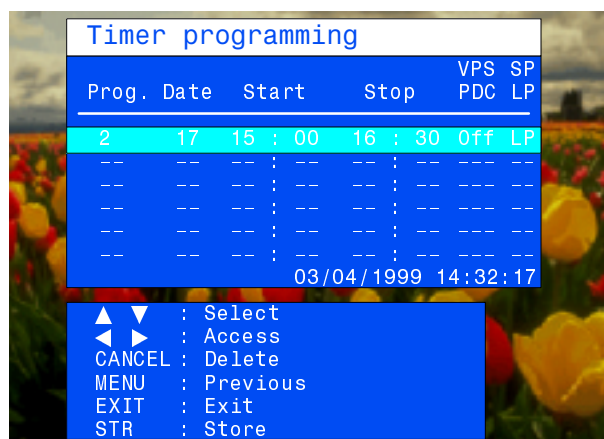 Timer programming
VPS SP
Prog. Date Start Stop PDC LP
2 17 15 : 00 16 : 30 Off LP
-- -- -- : -- -- : -- --- --
-- -- -- : -- -- : -- --- --
-- -- -- : -- -- : -- --- --
-- -- -- : -- -- : -- --- --
-- -- -- : -- -- : -- --- --
03/04/1999 14:32:17
▲ ▼ : Select
◀ ▶ : Access
CANCEL : Delete
MENU : Previous
EXIT : Exit
STR : Store